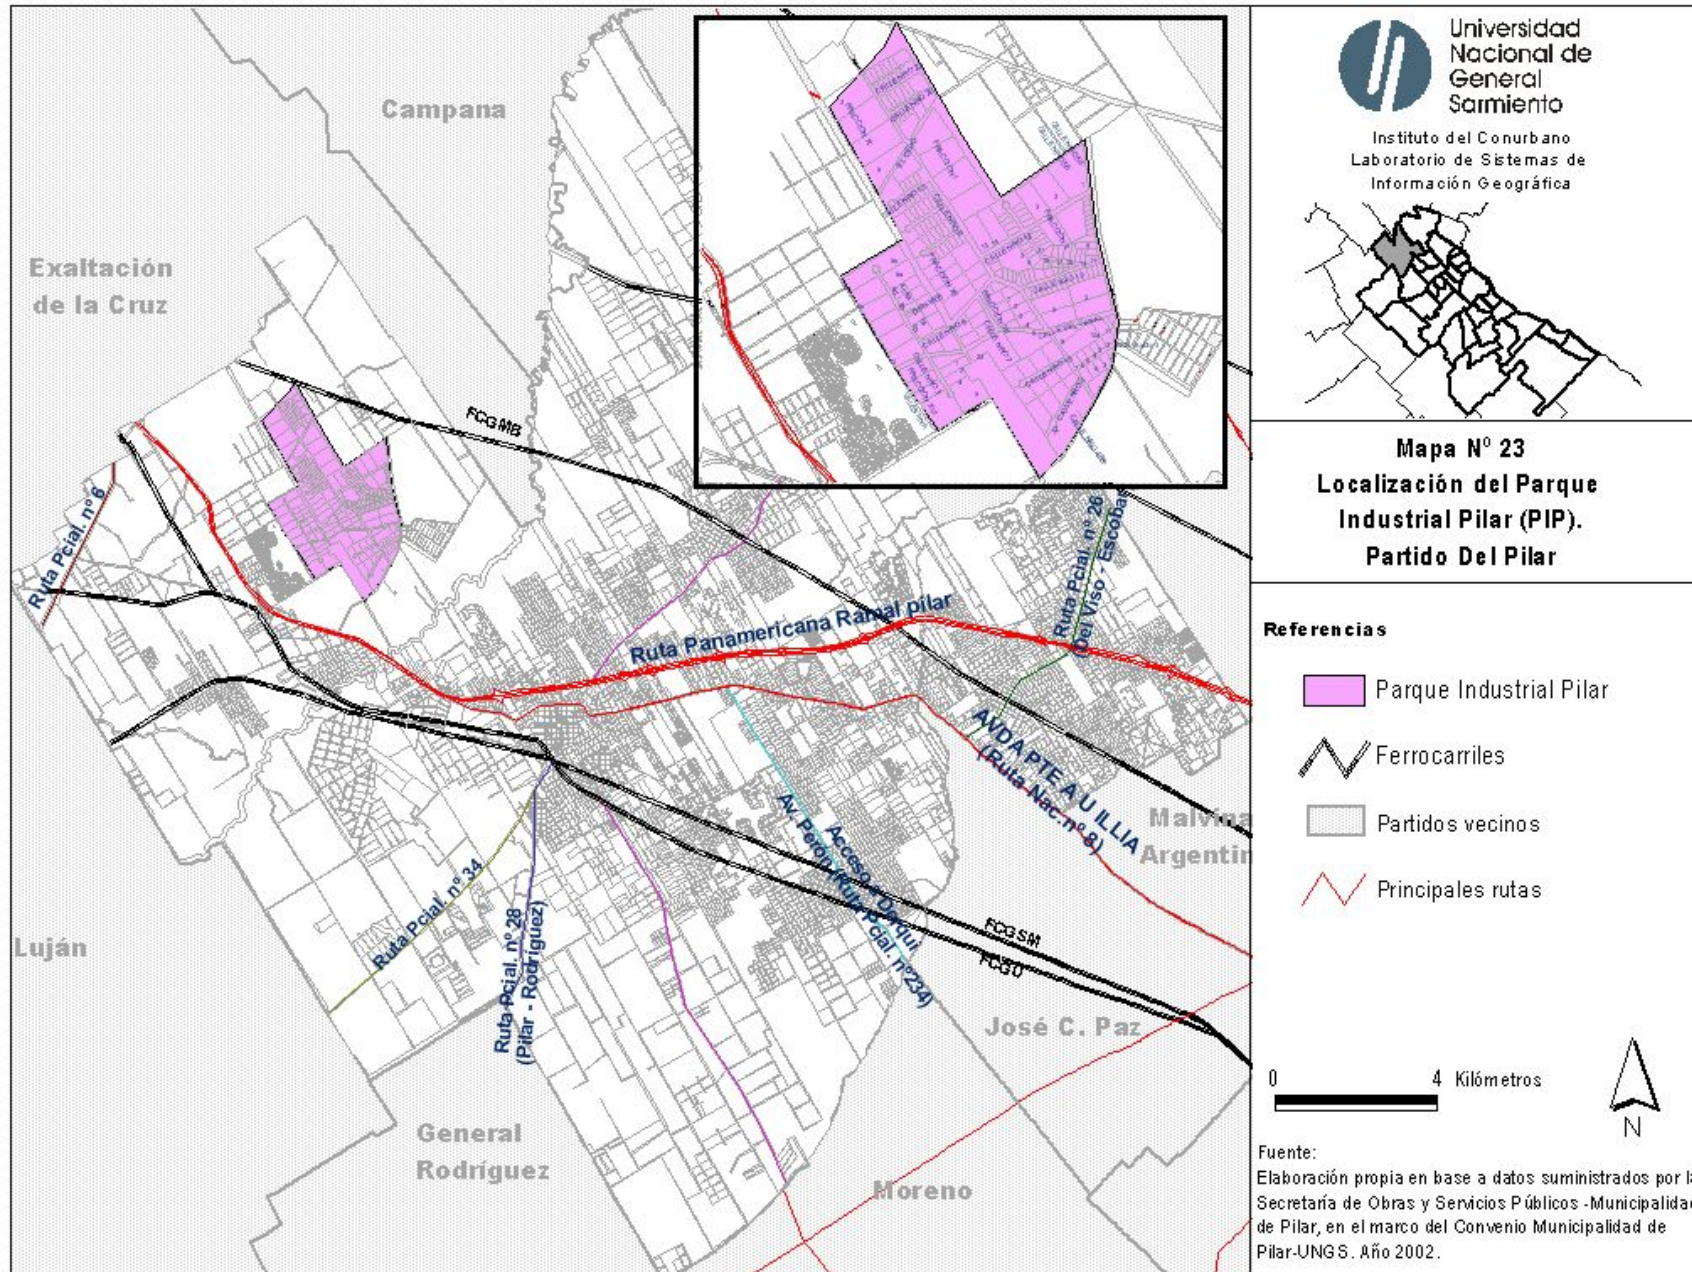 Campana
Exaltación
de la Cruz
FCGMB
Ruta Pcial. nº 6
Ruta Panamericana Ramal pilar
Ruta Pcial. nº 26
(Del Viso - Escoba
AVDA PTE A U ILLIA
(Ruta Nac.nº 8)
Malvina
Argentin
Acceso a Derqui
Av. Perón (Ruta Pcial. nº234)
Ruta Pcial. nº 34
Ruta Pcial. nº 28
(Pilar - Rodríguez)
FCGSM
FCGU
Luján
José C. Paz
General
Rodríguez
Moreno
Universidad
Nacional de
General
Sarmiento
Instituto del Conurbano
Laboratorio de Sistemas de
Información Geográfica
Mapa Nº 23
Localización del Parque
Industrial Pilar (PIP).
Partido Del Pilar
Referencias
Parque Industrial Pilar
Ferrocarriles
Partidos vecinos
Principales rutas
0 4 Kilómetros
N
Fuente:
Elaboración propia en base a datos suministrados por la
Secretaría de Obras y Servicios Públicos -Municipalidad
de Pilar, en el marco del Convenio Municipalidad de
Pilar-UNGS. Año 2002.